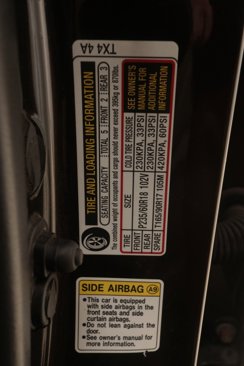 TX4 4A
TIRE AND LOADING INFORMATION
SEATING CAPACITY TOTAL 5 FRONT 2 REAR 3
The combined weight of occupants and cargo should never exceed 395kg or 870lbs.
TIRE SIZE COLD TIRE PRESSURE
FRONT P235/60R18 102V 230KPA, 33PSI
REAR 230KPA, 33PSI
SPARE T165/90R17 105M 420KPA, 60PSI
SEE OWNER'S
MANUAL FOR
ADDITIONAL
INFORMATION
SIDE AIRBAG
•This car is equipped
with side airbags in the
front seats and side
curtain airbags.
•Do not lean against the
door.
•See owner's manual for
more information.